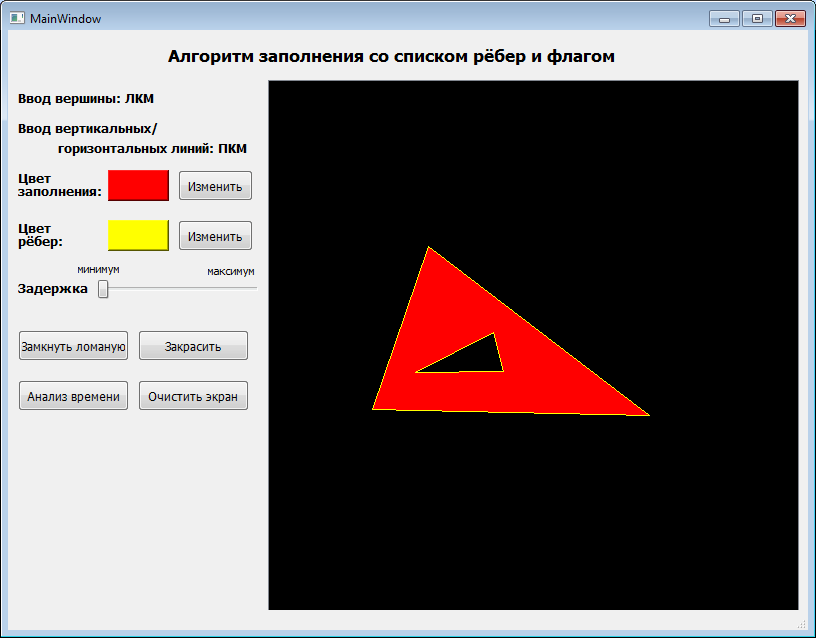 MainWindow
Алгоритм заполнения со списком рёбер и флагом
Ввод вершины: ЛКМ
Ввод вертикальных/
горизонтальных линий: ПКМ
Цвет
заполнения:
Изменить
Цвет
рёбер:
Изменить
минимум
максимум
Задержка
Замкнуть ломаную
Закрасить
Анализ времени
Очистить экран